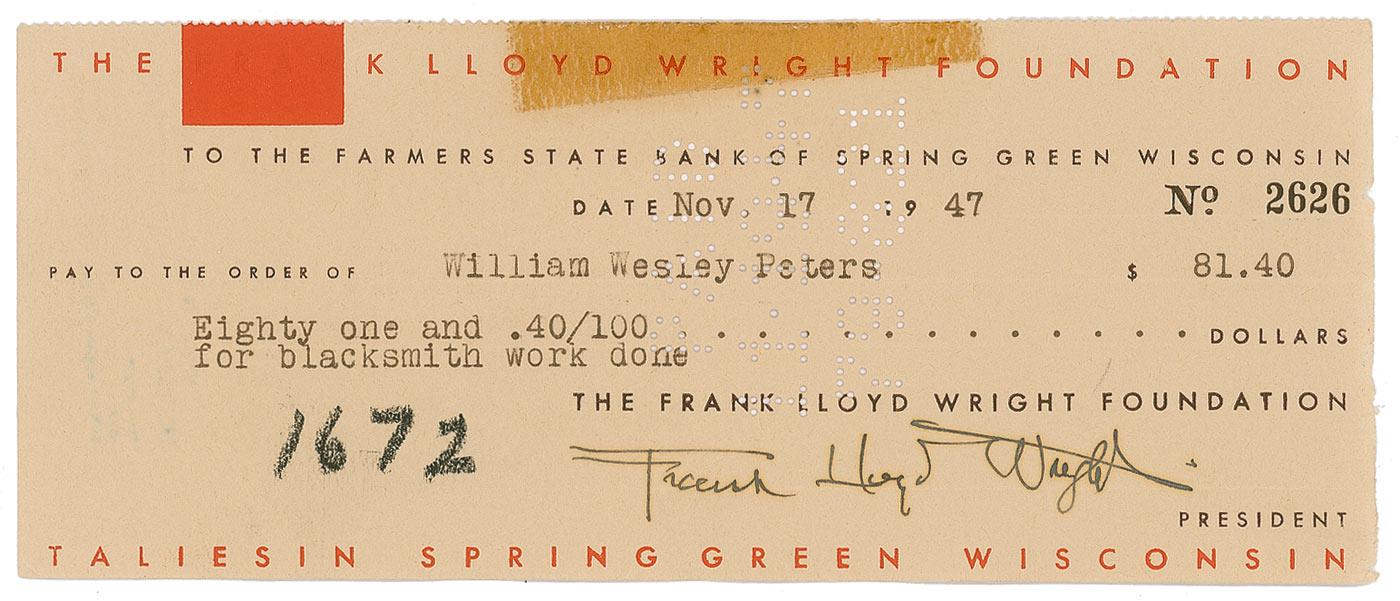 THE FRANK LLOYD WRIGHT FOUNDATION
TO THE FARMERS STATE BANK OF SPRING GREEN WISCONSIN
DATE Nov. 17 19 47 Nº 2626
PAY TO THE ORDER OF William Wesley Peters $ 81.40
Eighty one and .40/100. . . . . . . . . . . . . . DOLLARS
for blacksmith work done
THE FRANK LLOYD WRIGHT FOUNDATION
1672
Frank Lloyd Wright
PRESIDENT
TALIESIN SPRING GREEN WISCONSIN